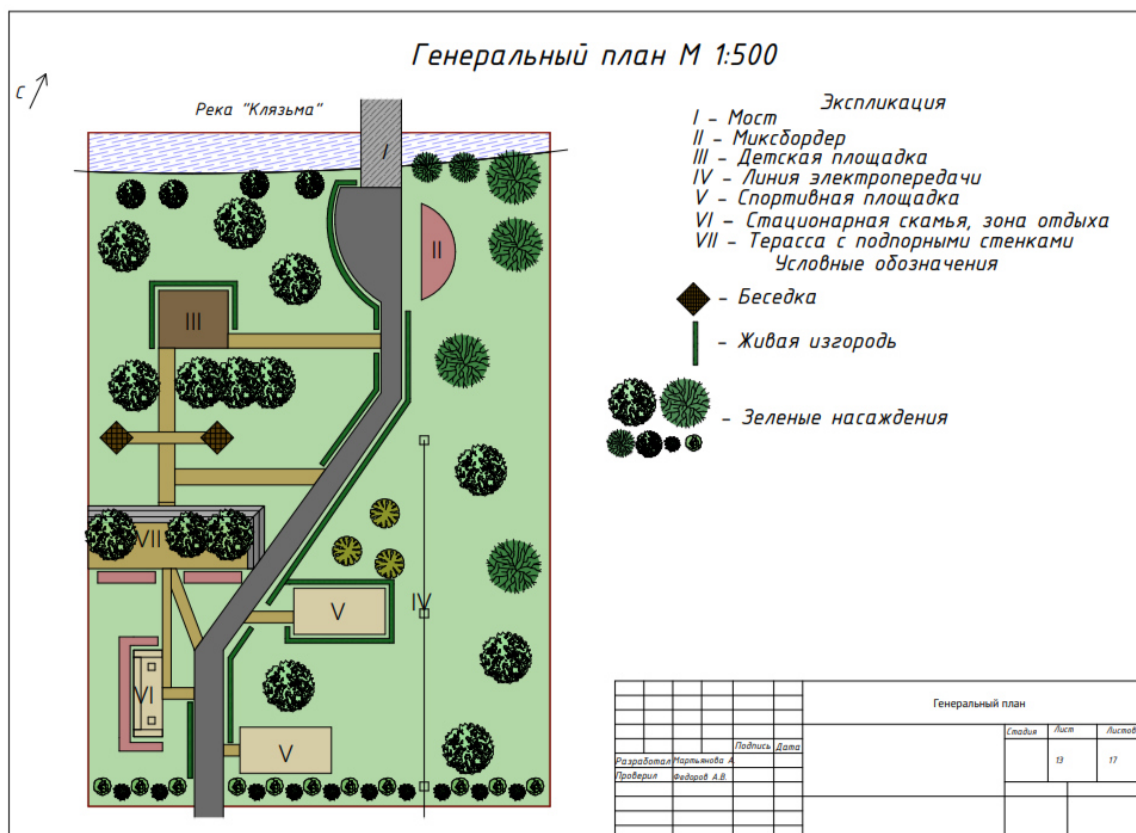 Генеральный план М 1:500
С
Река "Клязьма"
Экспликация
I - Мост
II - Миксбордер
III - Детская площадка
IV - Линия электропередачи
V - Спортивная площадка
VI - Стационарная скамья, зона отдыха
VII - Терасса с подпорными стенками
Условные обозначения
- Беседка
- Живая изгородь
- Зеленые насаждения
I
II
III
VII
IV
V
VI
V
Генеральный план
Стадия Лист Листов
13 17
Подпись Дата
Разработал Мартьянова А.
Проверил Федоров А.В.